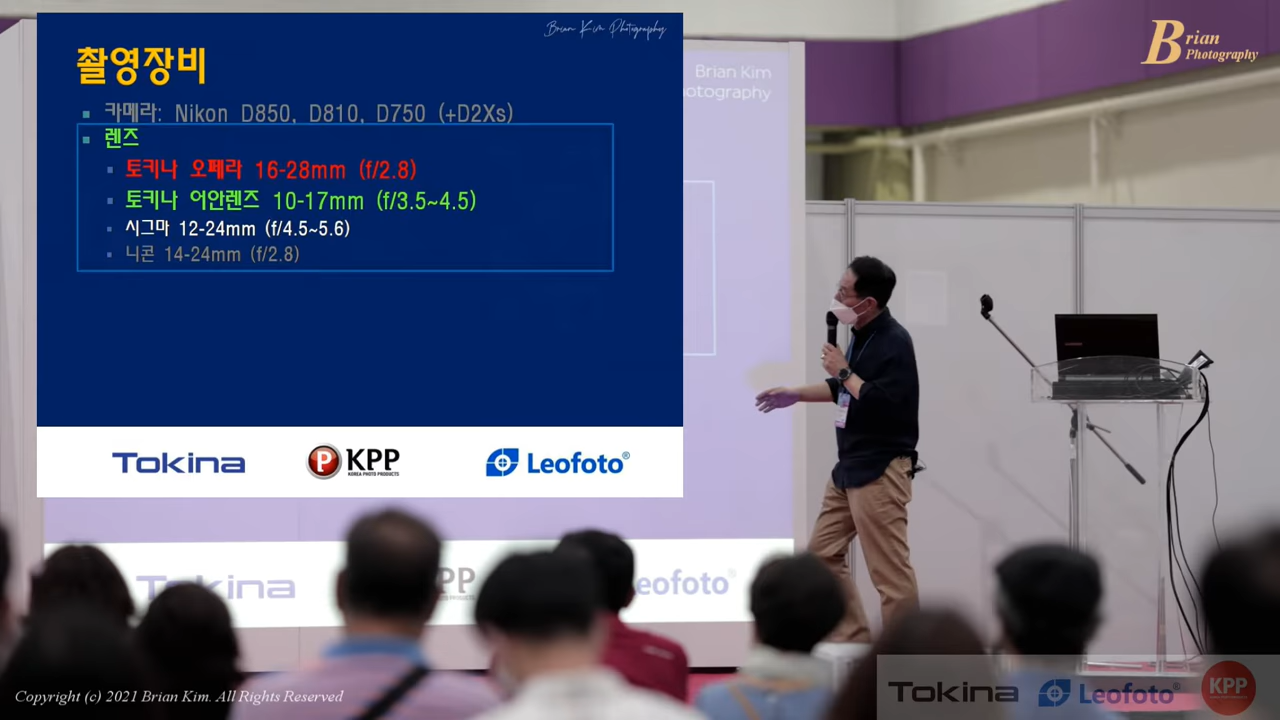 Brian Kim Photography
촬영장비
카메라: Nikon D850, D810, D750 (+D2Xs)
렌즈
토키나 오페라 16-28mm (f/2.8)
토키나 어안렌즈 10-17mm (f/3.5~4.5)
시그마 12-24mm (f/4.5~5.6)
니콘 14-24mm (f/2.8)
Tokina
KPP
KOREA PHOTO PRODUCTS
Leofoto®
Brian
Photography
Brian Kim
otography
Tokina
PP
eofoto
Copyright (c) 2021 Brian Kim. All Rights Reserved
Tokina
Leofoto®
KPP